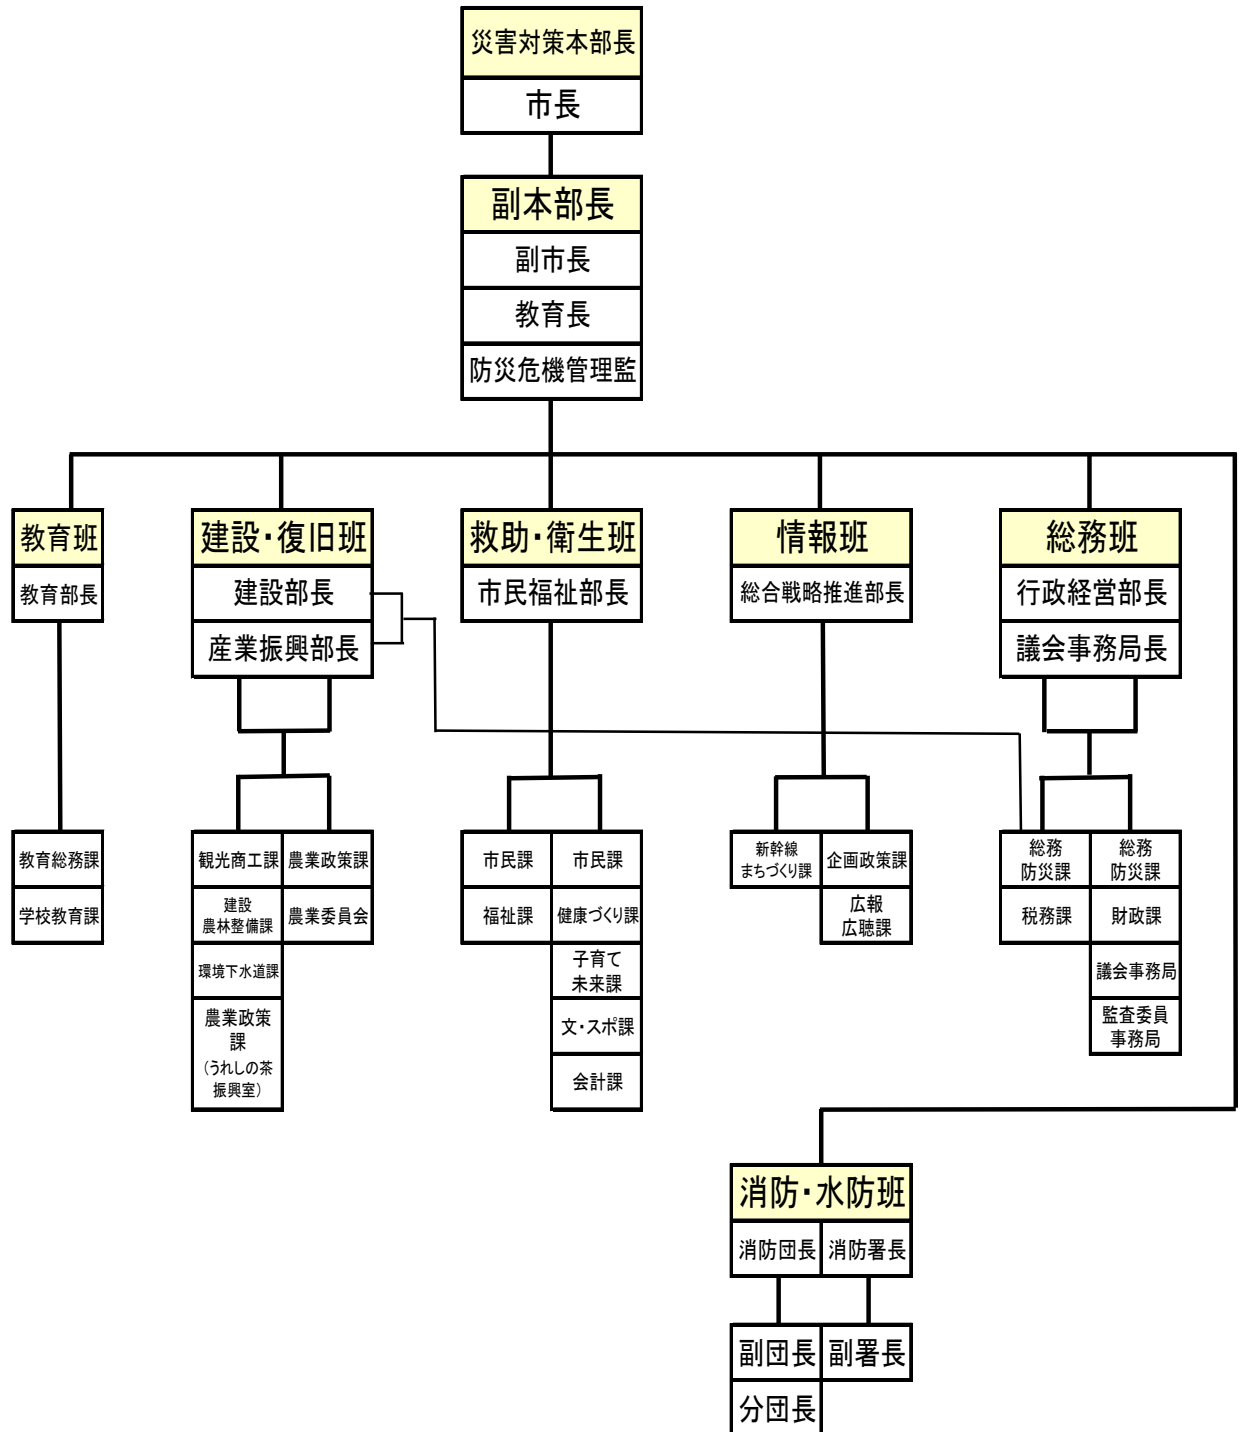 災害対策本部長
市長
副本部長
副市長
教育長
防災危機管理監
教育班
教育部長
教育総務課
学校教育課
建設・復旧班
建設部長
産業振興部長
観光商工課
建設
農林整備課
環境下水道課
農業政策
課
(うれしの茶
振興室)
農業政策課
農業委員会
救助・衛生班
市民福祉部長
市民課
福祉課
市民課
健康づくり課
子育て
未来課
文・スポ課
会計課
情報班
総合戦略推進部長
新幹線
まちづくり課
企画政策課
広報
広聴課
総務班
行政経営部長
議会事務局長
総務
防災課
税務課
総務
防災課
財政課
議会事務局
監査委員
事務局
消防・水防班
消防団長
消防署長
副団長
副署長
分団長